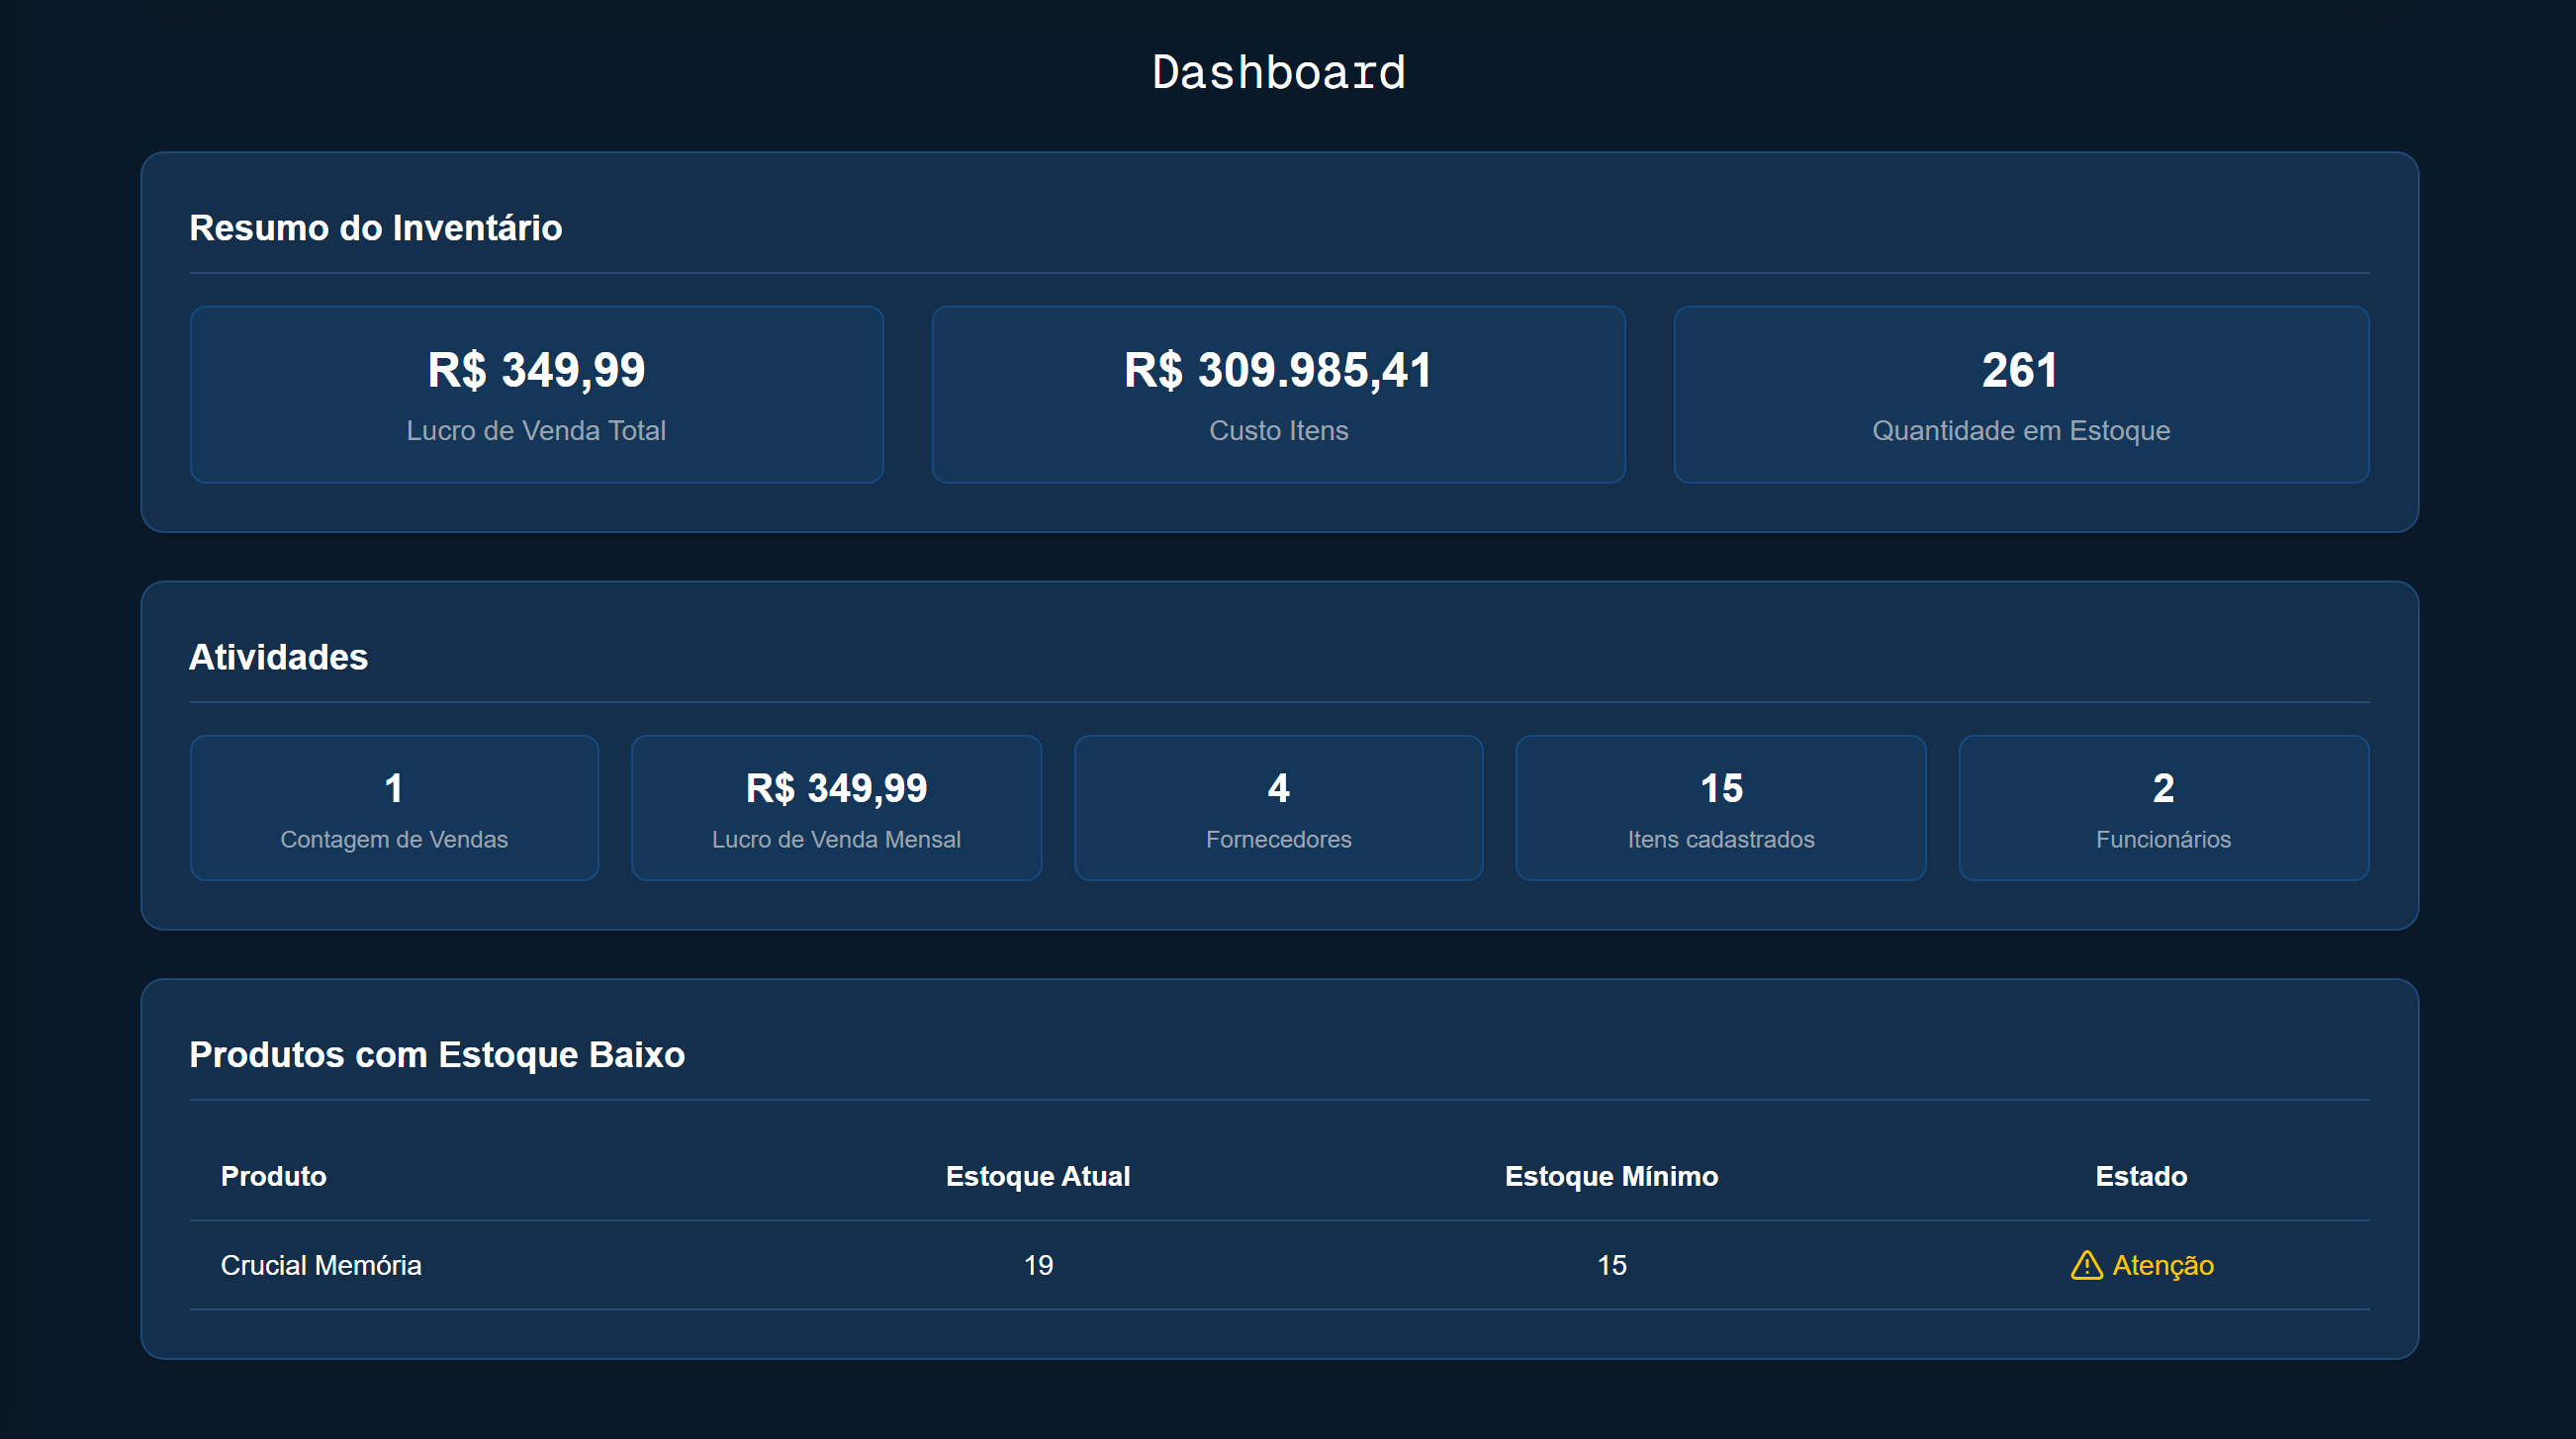 Dashboard
Resumo do Inventário
R$ 349,99
Lucro de Venda Total
R$ 309.985,41
Custo Itens
261
Quantidade em Estoque
Atividades
1
Contagem de Vendas
R$ 349,99
Lucro de Venda Mensal
4
Fornecedores
15
Itens cadastrados
2
Funcionários
Produtos com Estoque Baixo
Produto Estoque Atual Estoque Mínimo Estado
Crucial Memória 19 15 Atenção